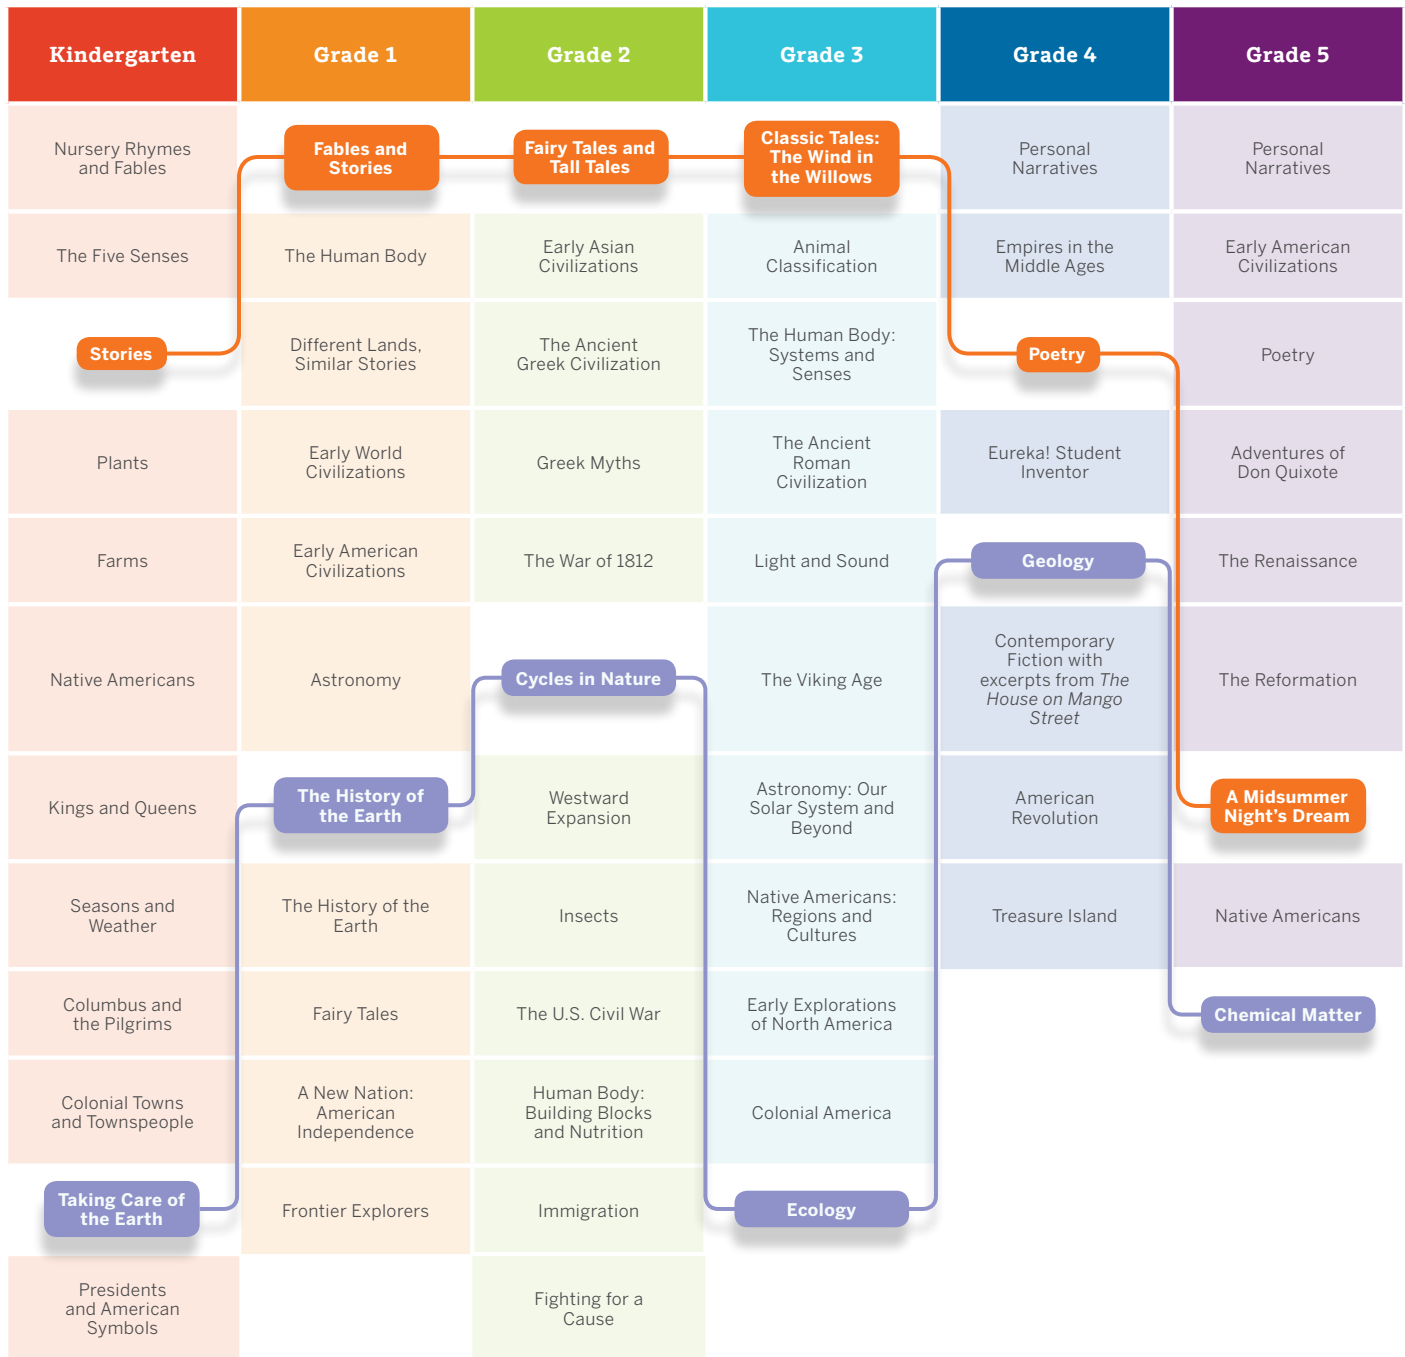 Kindergarten
Grade 1
Grade 2
Grade 3
Grade 4
Grade 5
Nursery Rhymes
and Fables
Fables and
Stories
Fairy Tales and
Tall Tales
Classic Tales:
The Wind in
the Willows
Personal
Narratives
Personal
Narratives
The Five Senses
The Human Body
Early Asian
Civilizations
Animal
Classification
Empires in the
Middle Ages
Early American
Civilizations
Stories
Different Lands,
Similar Stories
The Ancient
Greek Civilization
The Human Body:
Systems and
Senses
Poetry
Poetry
Plants
Early World
Civilizations
Greek Myths
The Ancient
Roman
Civilization
Eureka! Student
Inventor
Adventures of
Don Quixote
Farms
Early American
Civilizations
The War of 1812
Light and Sound
Geology
The Renaissance
Native Americans
Astronomy
Cycles in Nature
The Viking Age
Contemporary
Fiction with
excerpts from The
House on Mango
Street
The Reformation
Kings and Queens
The History of
the Earth
Westward
Expansion
Astronomy: Our
Solar System and
Beyond
American
Revolution
A Midsummer
Night's Dream
Seasons and
Weather
The History of the
Earth
Insects
Native Americans:
Regions and
Cultures
Treasure Island
Native Americans
Columbus and
the Pilgrims
Fairy Tales
The U.S. Civil War
Early Explorations
of North America
Chemical Matter
Colonial Towns
and Townspeople
A New Nation:
American
Independence
Human Body:
Building Blocks
and Nutrition
Colonial America
Taking Care of
the Earth
Frontier Explorers
Immigration
Ecology
Presidents
and American
Symbols
Fighting for a
Cause